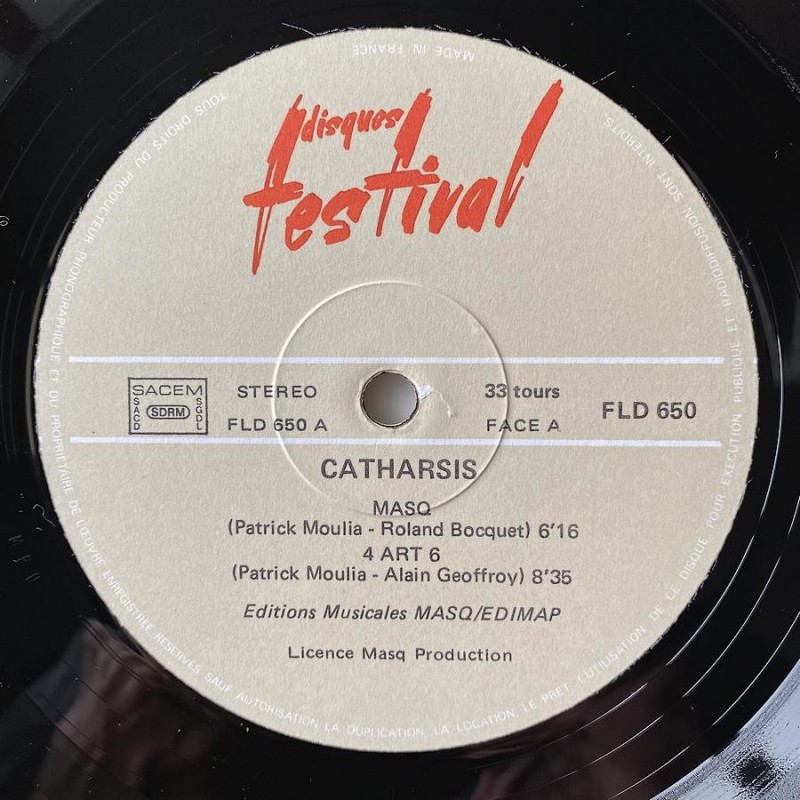 MADE IN FRANCE
disques
festival
SACEM
SACD
SDRM
SGDL
STEREO
FLD 650 A
33 tours
FACE A
FLD 650
CATHARSIS
MASQ
(Patrick Moulia - Roland Bocquet) 6'16
4 ART 6
(Patrick Moulia - Alain Geoffroy) 8'35
Editions Musicales MASQ/EDIMAP
Licence Masq Production
TOUS DROITS DU PRODUCTEUR PHONOGRAPHIQUE ET DU PROPRIETAIRE DE L'ŒUVRE ENREGISTREE RESERVES SAUF AUTORISATION LA DUPLICATION, LA LOCATION, LE PRET, L'UTILISATION DE CE DISQUE POUR EXECUTION PUBLIQUE ET RADIODIFFUSION SONT INTERDITS.